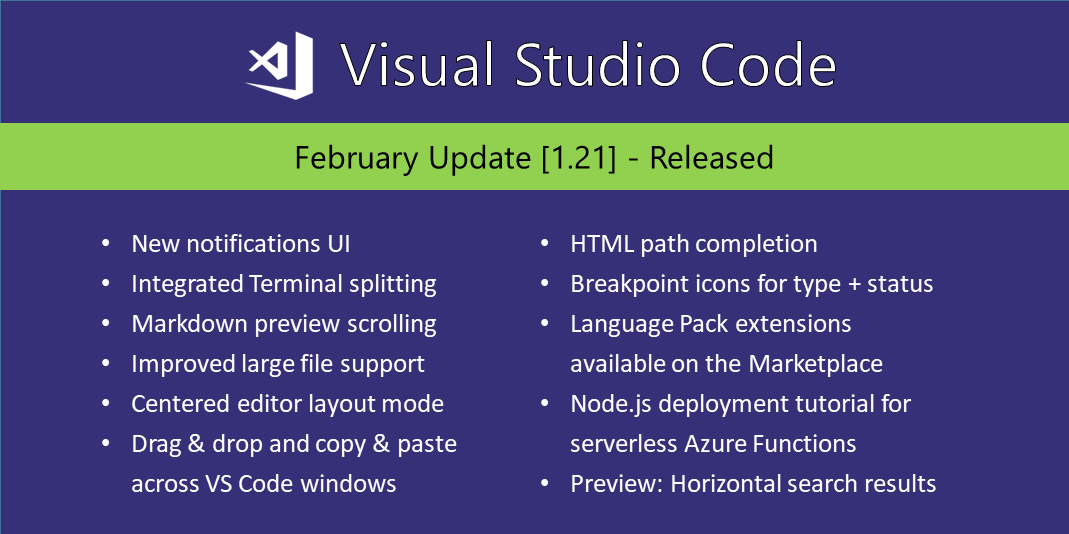 Visual Studio Code
February Update [1.21] - Released
• New notifications UI
• Integrated Terminal splitting
• Markdown preview scrolling
• Improved large file support
• Centered editor layout mode
• Drag & drop and copy & paste
across VS Code windows
• HTML path completion
• Breakpoint icons for type + status
• Language Pack extensions
available on the Marketplace
• Node.js deployment tutorial for
serverless Azure Functions
• Preview: Horizontal search results